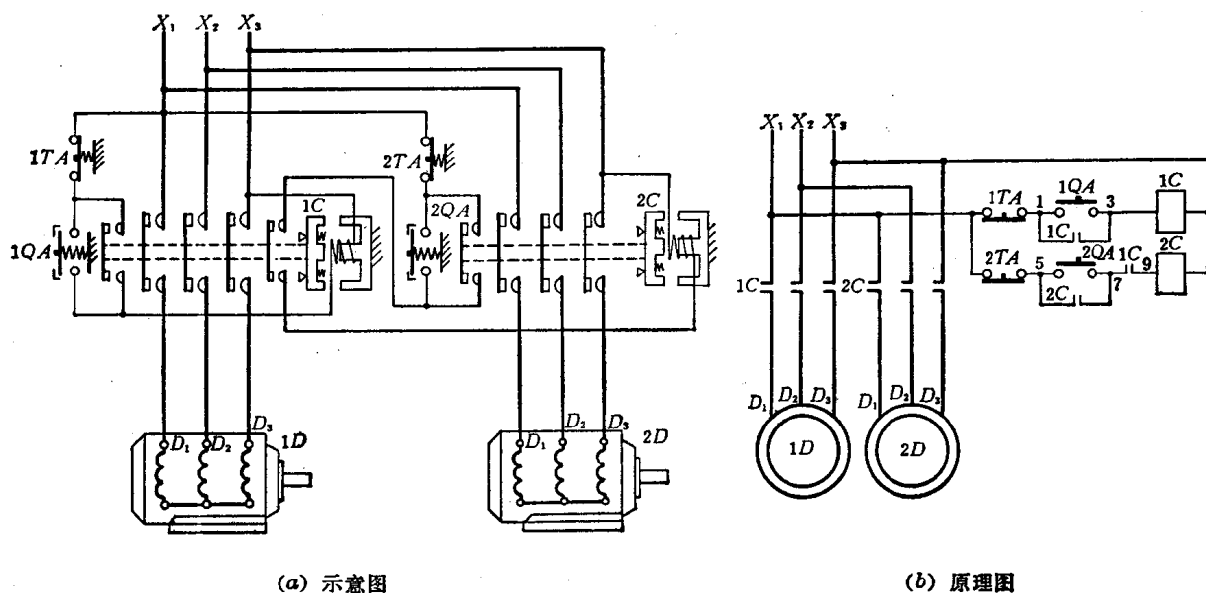 X₁ X₂ X₃
1TA
2TA
1QA
1C
2QA
2C
D₁ D₂ D₃ 1D
D₁ D₂ D₃ 2D
(a) 示意图
X₁ X₂ X₃
1TA 1 1QA 3 1C
1C
2TA 5 2QA 1C 9 2C
2C 7
1C 2C
D₁ D₂ D₃ D₁ D₂ D₃
1D 2D
(b) 原理图